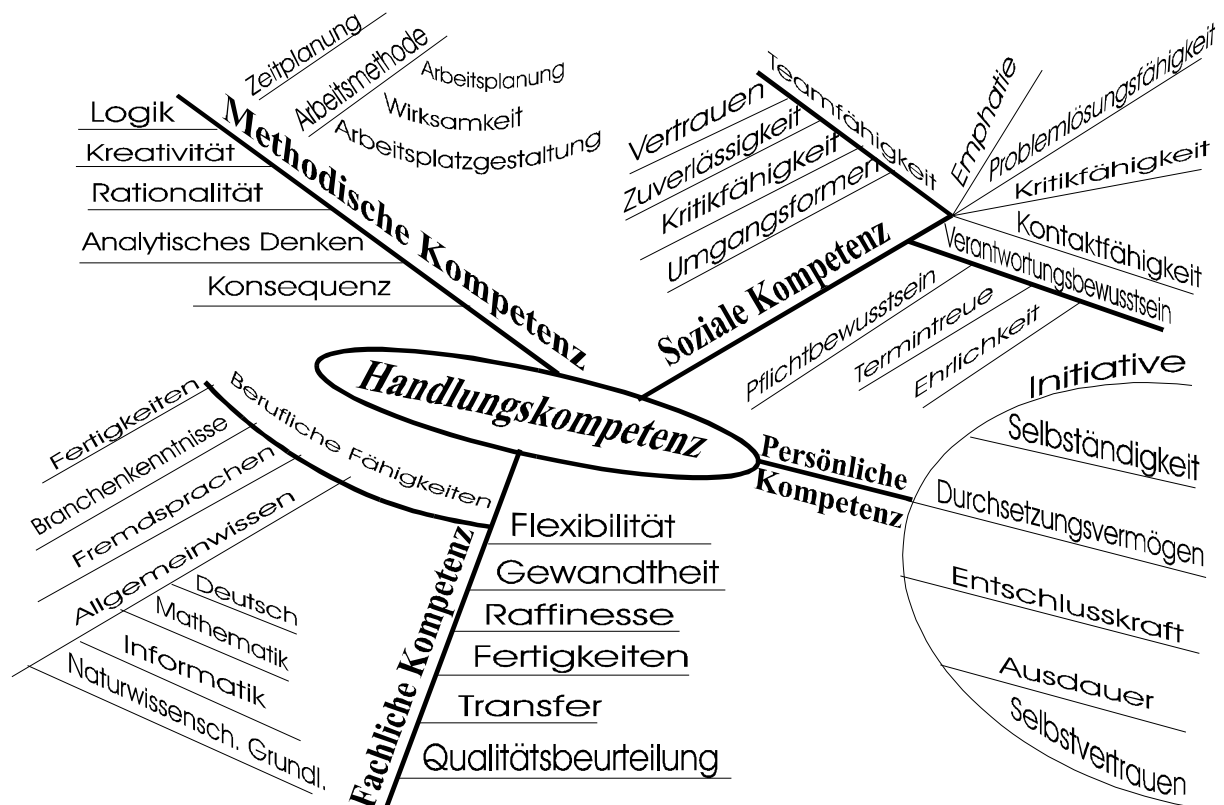 Handlungskompetenz
Methodische Kompetenz
Logik
Kreativität
Rationalität
Analytisches Denken
Konsequenz
Zeitplanung
Arbeitsmethode
Arbeitsplanung
Wirksamkeit
Arbeitsplatzgestaltung
Soziale Kompetenz
Teamfähigkeit
Vertrauen
Zuverlässigkeit
Kritikfähigkeit
Umgangsformen
Emphatie
Problemlösungsfähigkeit
Kritikfähigkeit
Kontaktfähigkeit
Verantwortungsbewusstsein
Pflichtbewusstsein
Termintreue
Ehrlichkeit
Persönliche
Kompetenz
Initiative
Selbständigkeit
Durchsetzungsvermögen
Entschlusskraft
Ausdauer
Selbstvertrauen
Fachliche Kompetenz
Berufliche Fähigkeiten
Fertigkeiten
Branchenkenntnisse
Fremdsprachen
Allgemeinwissen
Deutsch
Mathematik
Informatik
Naturwissensch. Grundl.
Flexibilität
Gewandtheit
Raffinesse
Fertigkeiten
Transfer
Qualitätsbeurteilung